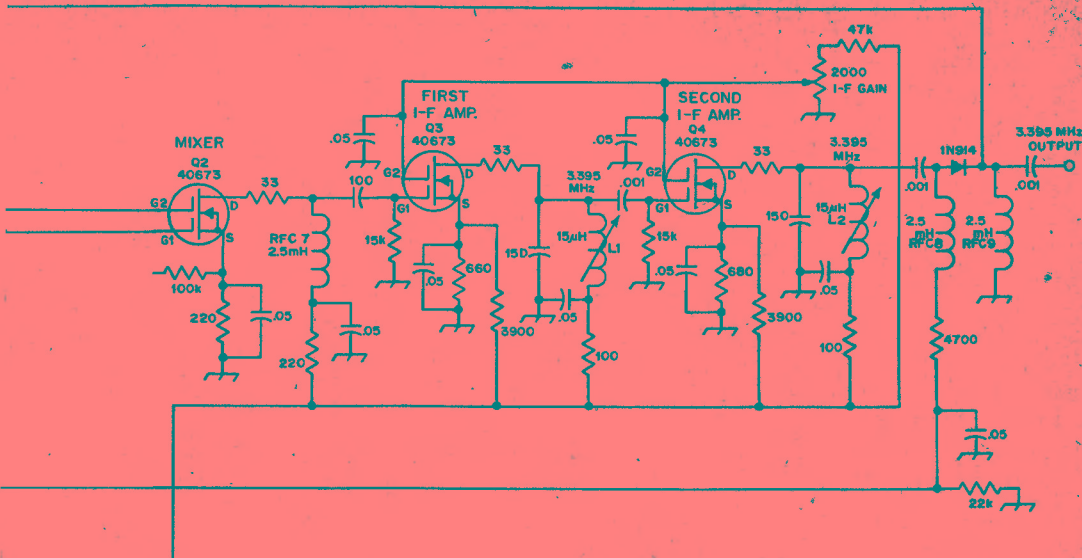 47k
2000
I-F GAIN
FIRST
I-F AMP.
Q3
40673
SECOND
I-F AMP.
Q4
40673
MIXER
Q2
40673
.05
.05
33
33
33
3.395
MHz
3.395
MHz
1N914
3.395 MHz
OUTPUT
G2
D
G2
D
G2
D
100
.001
.001
.001
G1
S
G1
S
G1
S
RFC 7
2.5mH
15k
15D
15µH
L1
15k
150
15µH
L2
2.5
mH
RFC8
2.5
mH
RFC9
100k
.05
660
.05
.05
680
.05
220
.05
.05
3900
3900
4700
220
100
100
.05
22k